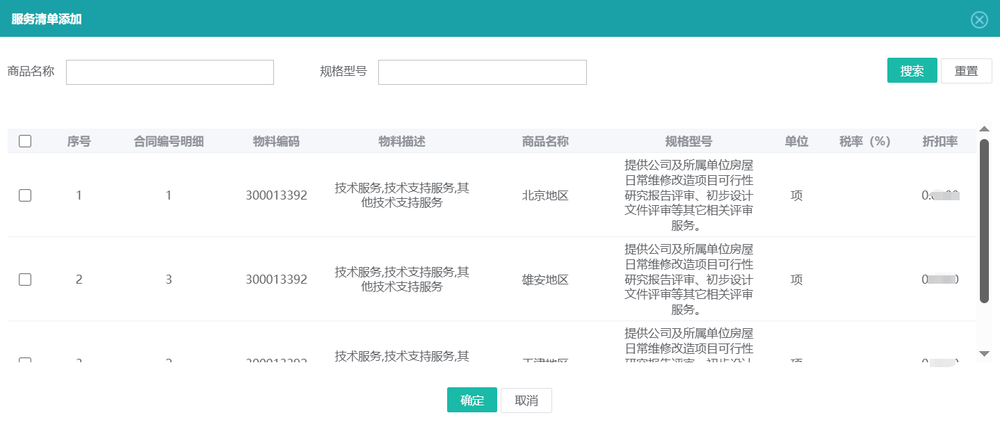 服务清单添加
商品名称 规格型号 搜索 重置
序号 合同编号明细 物料编码 物料描述 商品名称 规格型号 单位 税率（%） 折扣率
提供公司及所属单位房屋
日常维修改造项目可行性
1 1 300013392 技术服务,技术支持服务,其 北京地区 研究报告评审、初步设计 项
他技术支持服务 文件评审等其它相关评审
服务。
提供公司及所属单位房屋
日常维修改造项目可行性
2 3 300013392 技术服务,技术支持服务,其 雄安地区 研究报告评审、初步设计 项
他技术支持服务 文件评审等其它相关评审
服务。
提供公司及所属单位房屋
技术服务,技术支持服务,其 日常维修改造项目可行性
300013392 天津地区 研究报告评审、初步设计 项
确定 取消